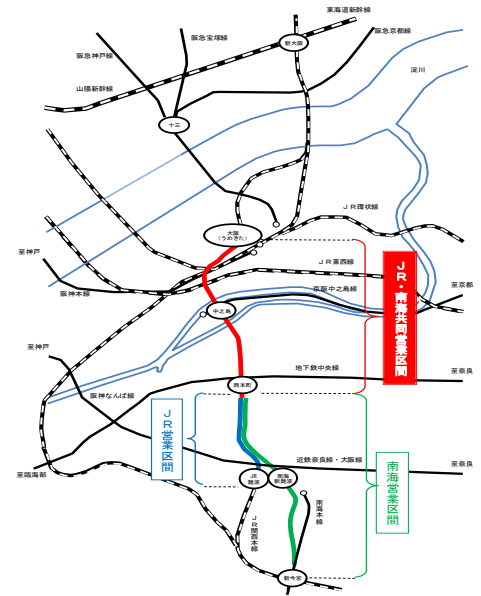 東海道新幹線
阪急宝塚線
阪急京都線
新大阪
阪急神戸線
淀川
山陽新幹線
十三
JR環状線
大阪
(うめきた)
至神戸
JR東西線
JR・南海共同営業区間
至京都
阪神本線
京阪中之島線
中之島
至神戸
地下鉄中央線
至奈良
西本町
阪神なんば線
JR営業区間
近鉄奈良線・大阪線
至奈良
南海営業区間
至臨海部
JR
難波
南海
新難波
南海本線
JR関西本線
新今宮